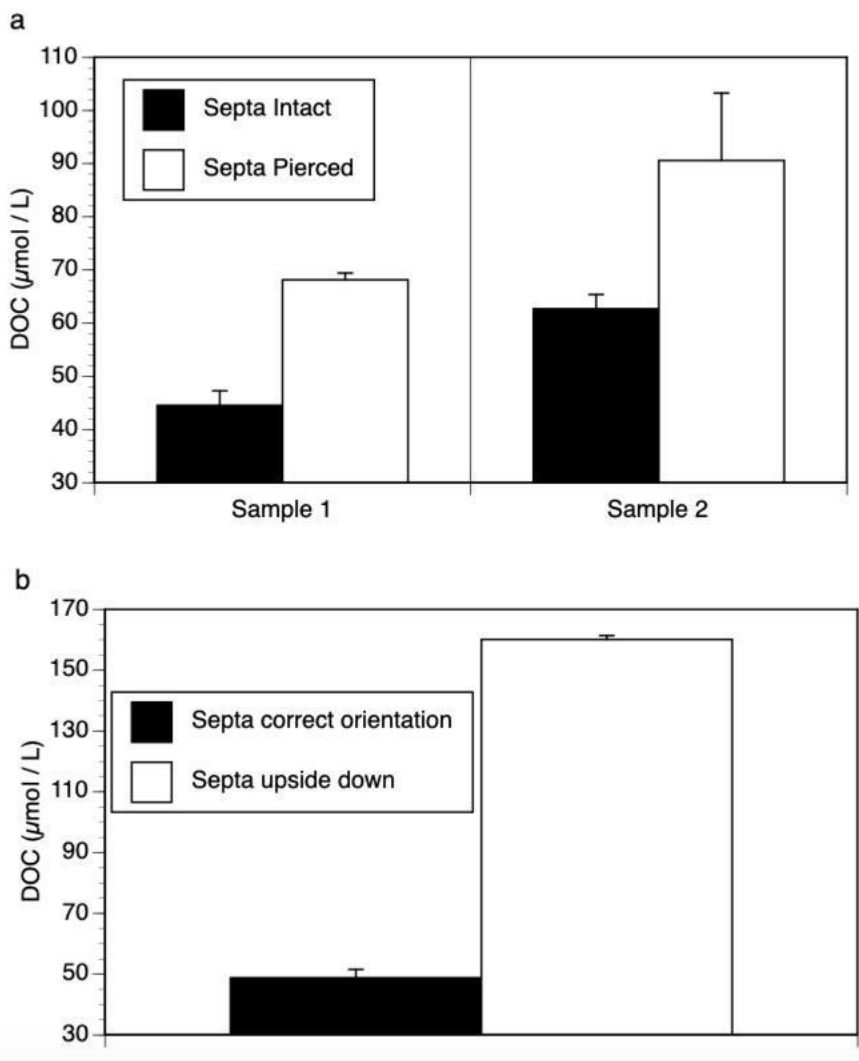 a
110
100
90
80
70
60
50
40
30
DOC (µmol / L)
Septa Intact
Septa Pierced
Sample 1
Sample 2
b
170
150
130
110
90
70
50
30
DOC (µmol / L)
Septa correct orientation
Septa upside down